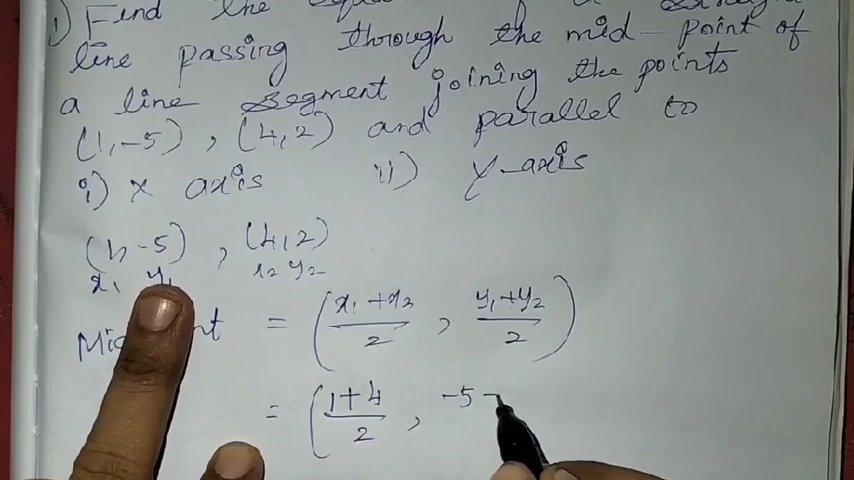 1) Find the equa
line passing through the mid-point of
a line segment joining the points
(1,-5), (4,2) and parallel to
i) x axis ii) y-axis
(1,-5), (4,2)
x₁ y₁ x₂ y₂
= (x₁+x₂/2, y₁+y₂/2)
= (1+4/2, -5